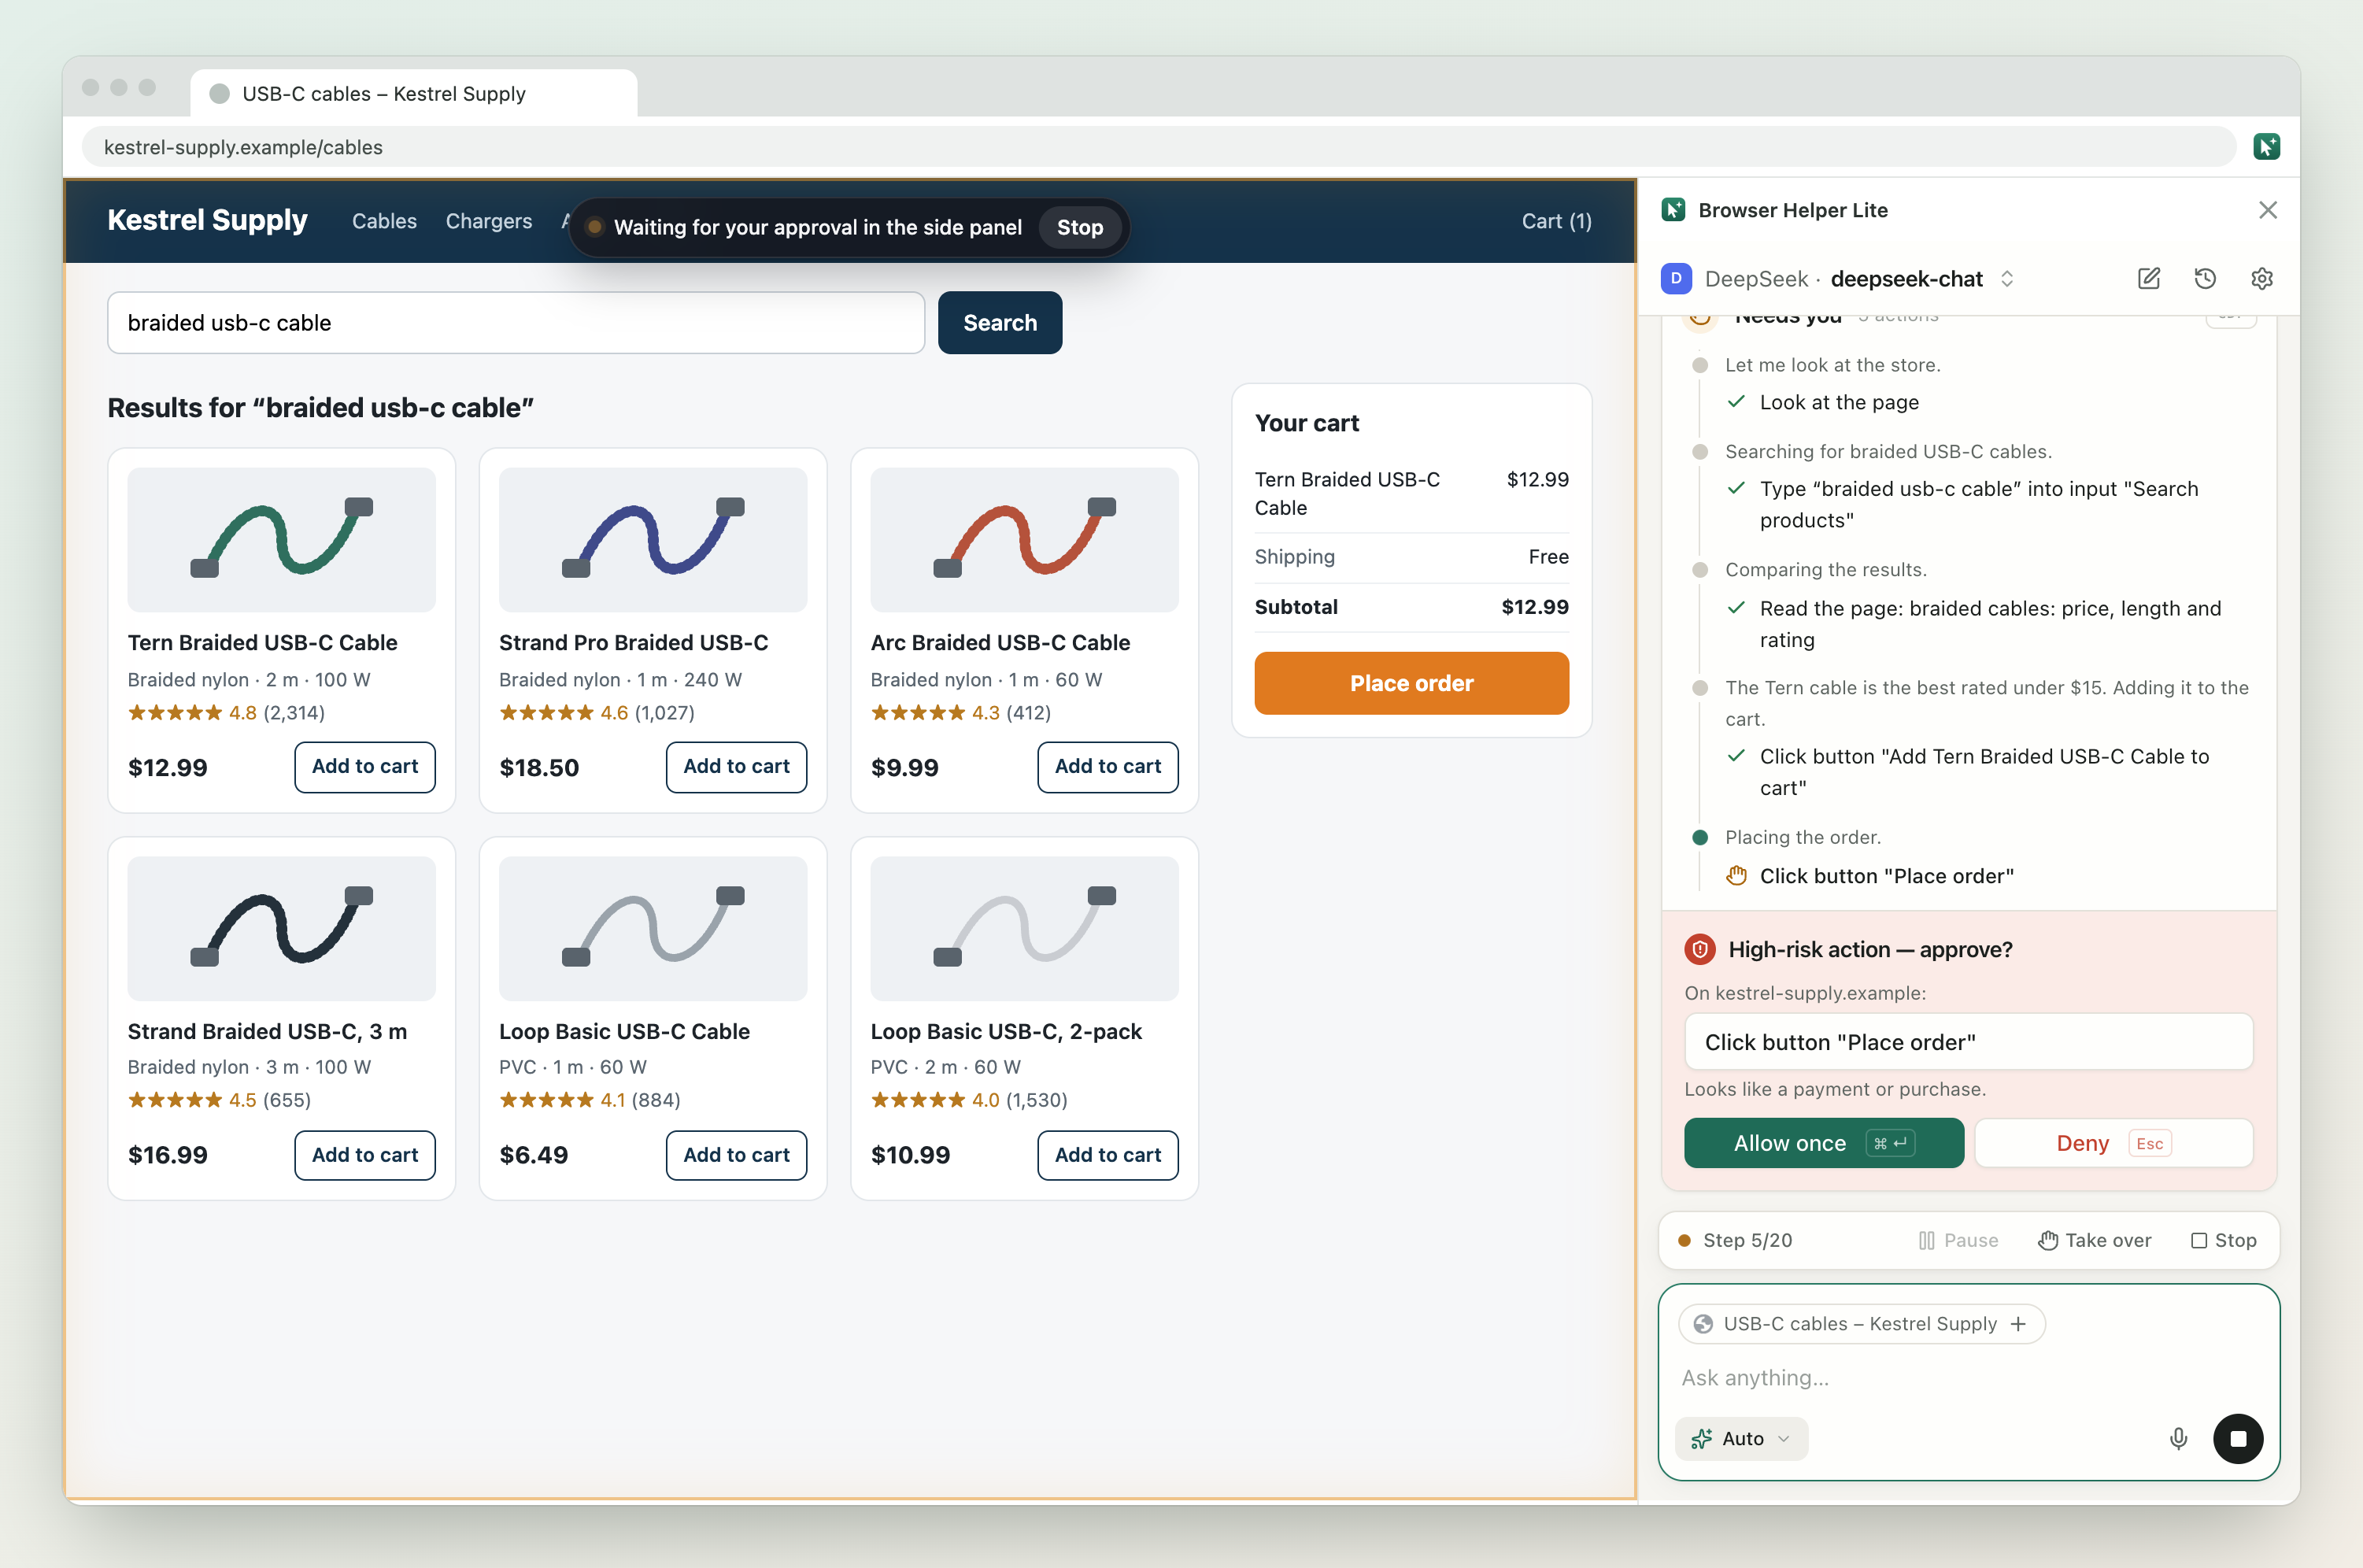 USB-C cables – Kestrel Supply
kestrel-supply.example/cables
Kestrel Supply
Cables
Chargers
Waiting for your approval in the side panel
Stop
Cart (1)
braided usb-c cable
Search
Results for “braided usb-c cable”
Tern Braided USB-C Cable
Braided nylon · 2 m · 100 W
★★★★★ 4.8 (2,314)
$12.99
Add to cart
Strand Pro Braided USB-C
Braided nylon · 1 m · 240 W
★★★★★ 4.6 (1,027)
$18.50
Add to cart
Arc Braided USB-C Cable
Braided nylon · 1 m · 60 W
★★★★★ 4.3 (412)
$9.99
Add to cart
Strand Braided USB-C, 3 m
Braided nylon · 3 m · 100 W
★★★★★ 4.5 (655)
$16.99
Add to cart
Loop Basic USB-C Cable
PVC · 1 m · 60 W
★★★★★ 4.1 (884)
$6.49
Add to cart
Loop Basic USB-C, 2-pack
PVC · 2 m · 60 W
★★★★★ 4.0 (1,530)
$10.99
Add to cart
Your cart
Tern Braided USB-C
Cable
$12.99
Shipping
Free
Subtotal
$12.99
Place order
Browser Helper Lite
D
DeepSeek · deepseek-chat
Needs you
5 actions
Let me look at the store.
Look at the page
Searching for braided USB-C cables.
Type “braided usb-c cable” into input "Search
products"
Comparing the results.
Read the page: braided cables: price, length and
rating
The Tern cable is the best rated under $15. Adding it to the
cart.
Click button "Add Tern Braided USB-C Cable to
cart"
Placing the order.
Click button "Place order"
High-risk action — approve?
On kestrel-supply.example:
Click button "Place order"
Looks like a payment or purchase.
Allow once ⌘ ↵
Deny Esc
Step 5/20
Pause
Take over
Stop
USB-C cables – Kestrel Supply +
Ask anything...
Auto